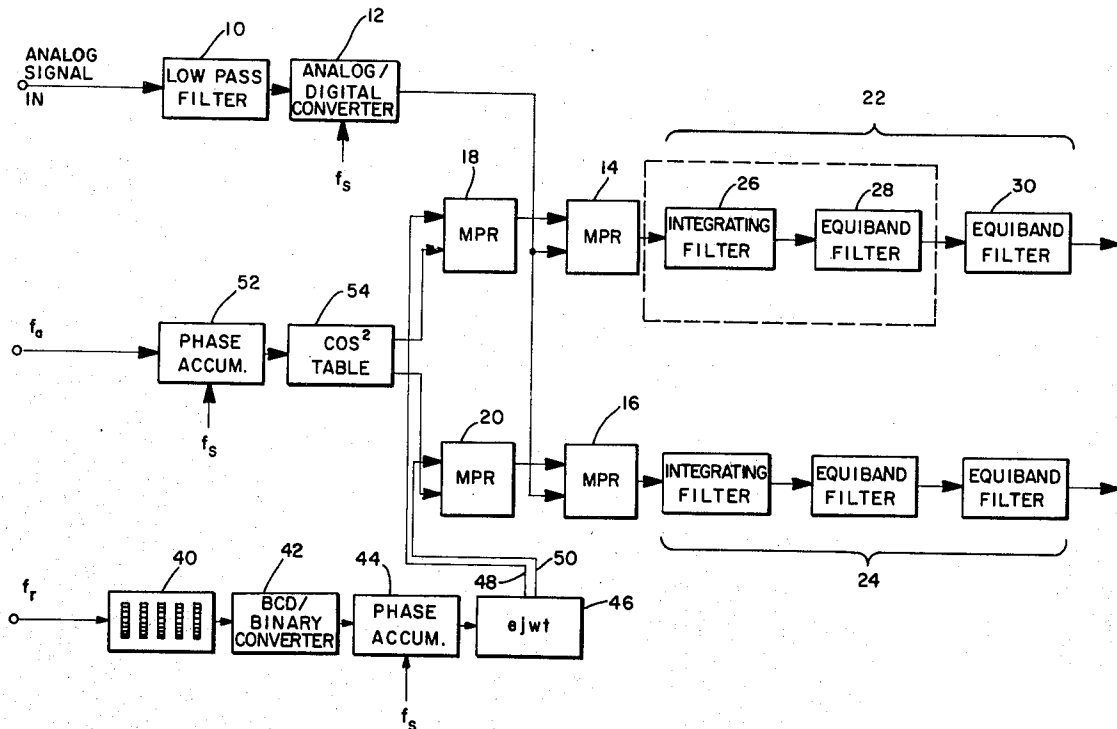 ANALOG
SIGNAL
IN
10
LOW PASS
FILTER
12
ANALOG/
DIGITAL
CONVERTER
fs
18
MPR
14
MPR
22
26
INTEGRATING
FILTER
28
EQUIBAND
FILTER
30
EQUIBAND
FILTER
fa
52
PHASE
ACCUM.
fs
54
COS²
TABLE
20
MPR
16
MPR
INTEGRATING
FILTER
EQUIBAND
FILTER
EQUIBAND
FILTER
24
fr
40
42
BCD/
BINARY
CONVERTER
44
PHASE
ACCUM.
fs
48
50
46
ejwt